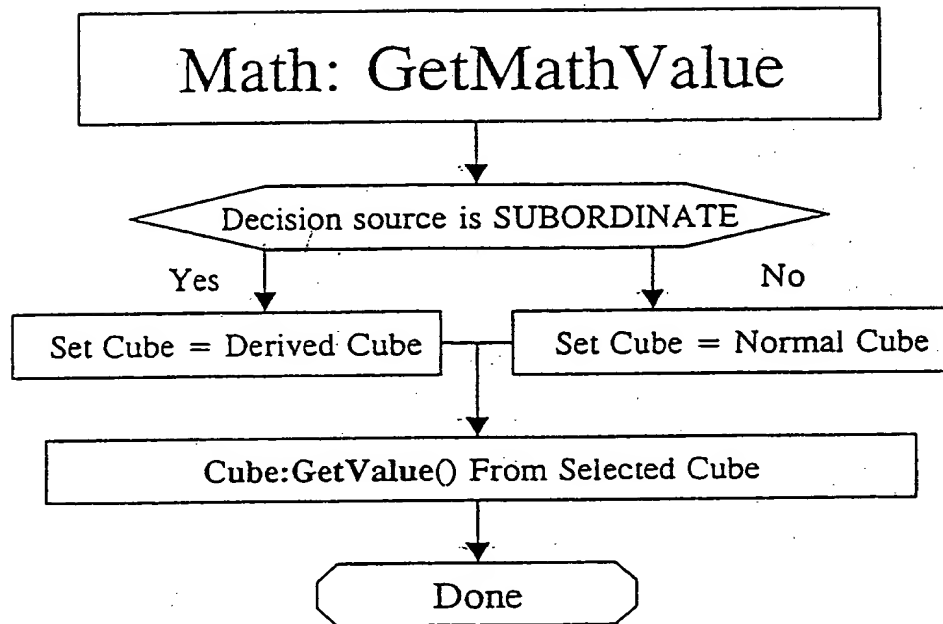 Math: GetMathValue
Decision source is SUBORDINATE
Yes
No
Set Cube = Derived Cube
Set Cube = Normal Cube
Cube:GetValue() From Selected Cube
Done